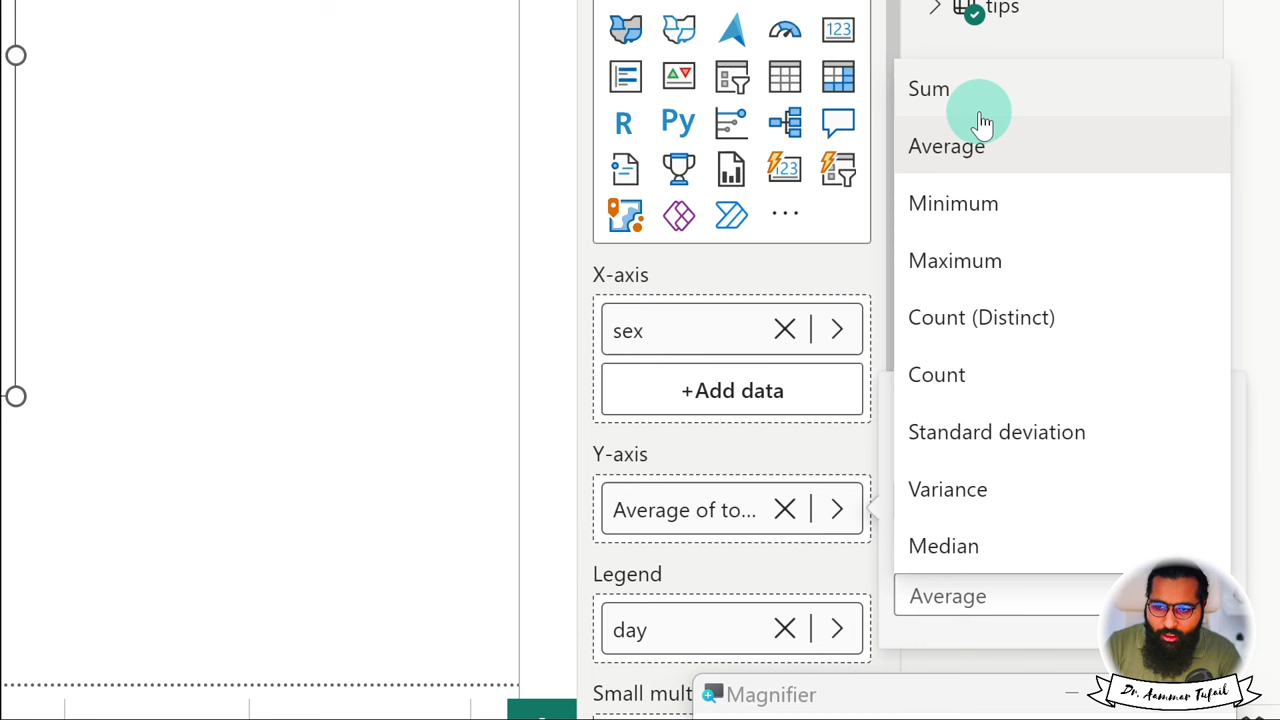 tips
123
Sum
Average
Minimum
R Py
123
X-axis
Maximum
sex
Count (Distinct)
+Add data
Count
Standard deviation
Y-axis
Variance
Average of to...
Median
Legend
Average
day
Small mult
Magnifier
Dr. Aammar Tufail